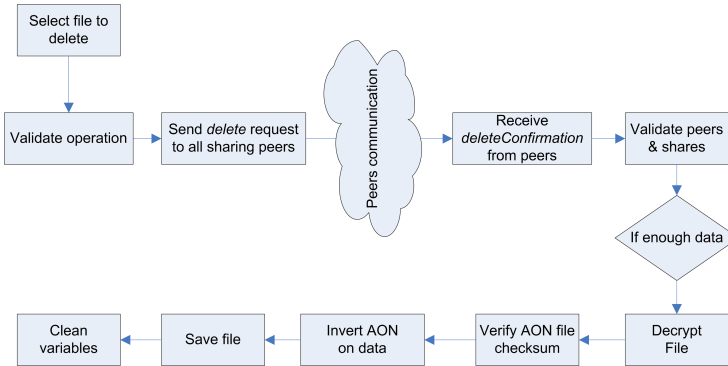 Select file to
delete
Validate operation
Send delete request
to all sharing peers
Peers communication
Receive
deleteConfirmation
from peers
Validate peers
& shares
If enough data
Decrypt
File
Verify AON file
checksum
Invert AON
on data
Save file
Clean
variables